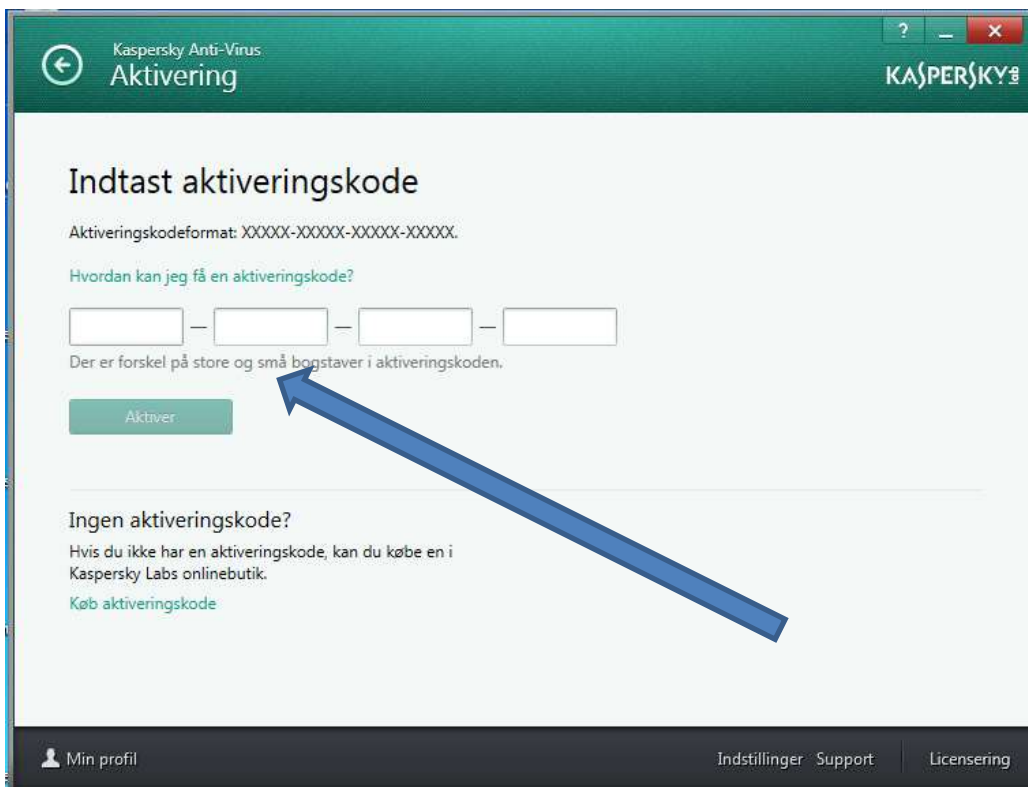 Kaspersky Anti-Virus
Aktivering
? _ X
KASPERSKY lab
Indtast aktiveringskode
Aktiveringskodeformat: XXXXX-XXXXX-XXXXX-XXXXX.
Hvordan kan jeg få en aktiveringskode?
— — —
Der er forskel på store og små bogstaver i aktiveringskoden.
Aktiver
Ingen aktiveringskode?
Hvis du ikke har en aktiveringskode, kan du købe en i
Kaspersky Labs onlinebutik.
Køb aktiveringskode
Min profil
Indstillinger Support Licensering